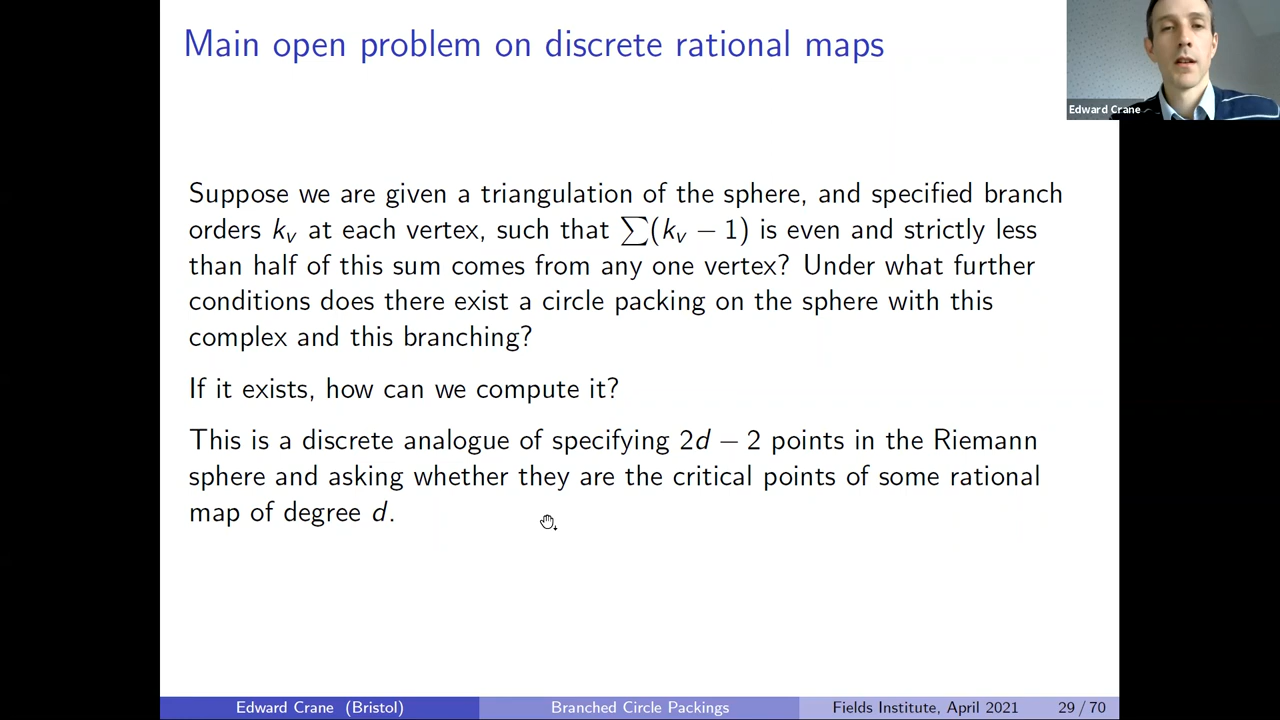 Main open problem on discrete rational maps
Edward Crane
Suppose we are given a triangulation of the sphere, and specified branch
orders k_v at each vertex, such that ∑(k_v − 1) is even and strictly less
than half of this sum comes from any one vertex? Under what further
conditions does there exist a circle packing on the sphere with this
complex and this branching?
If it exists, how can we compute it?
This is a discrete analogue of specifying 2d − 2 points in the Riemann
sphere and asking whether they are the critical points of some rational
map of degree d.
Edward Crane (Bristol)
Branched Circle Packings
Fields Institute, April 2021
29 / 70